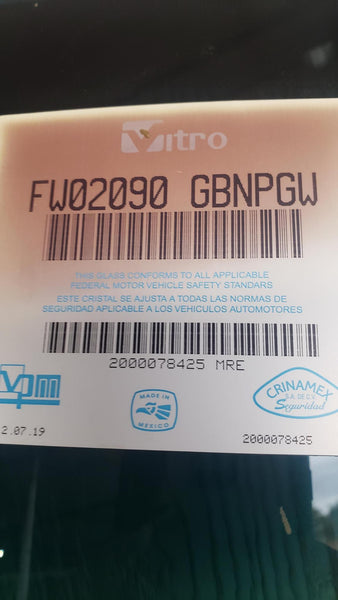 Vitro
FW02090 GBNPGW
THIS GLASS CONFORMS TO ALL APPLICABLE
FEDERAL MOTOR VEHICLE SAFETY STANDARS
ESTE CRISTAL SE AJUSTA A TODAS LAS NORMAS DE
SEGURIDAD APLICABLE A LOS VEHICULOS AUTOMOTORES
2000078425 MRE
vpm
MADE IN
MEXICO
CRINAMEX
S.A. DE C.V.
Seguridad
2.07.19
2000078425